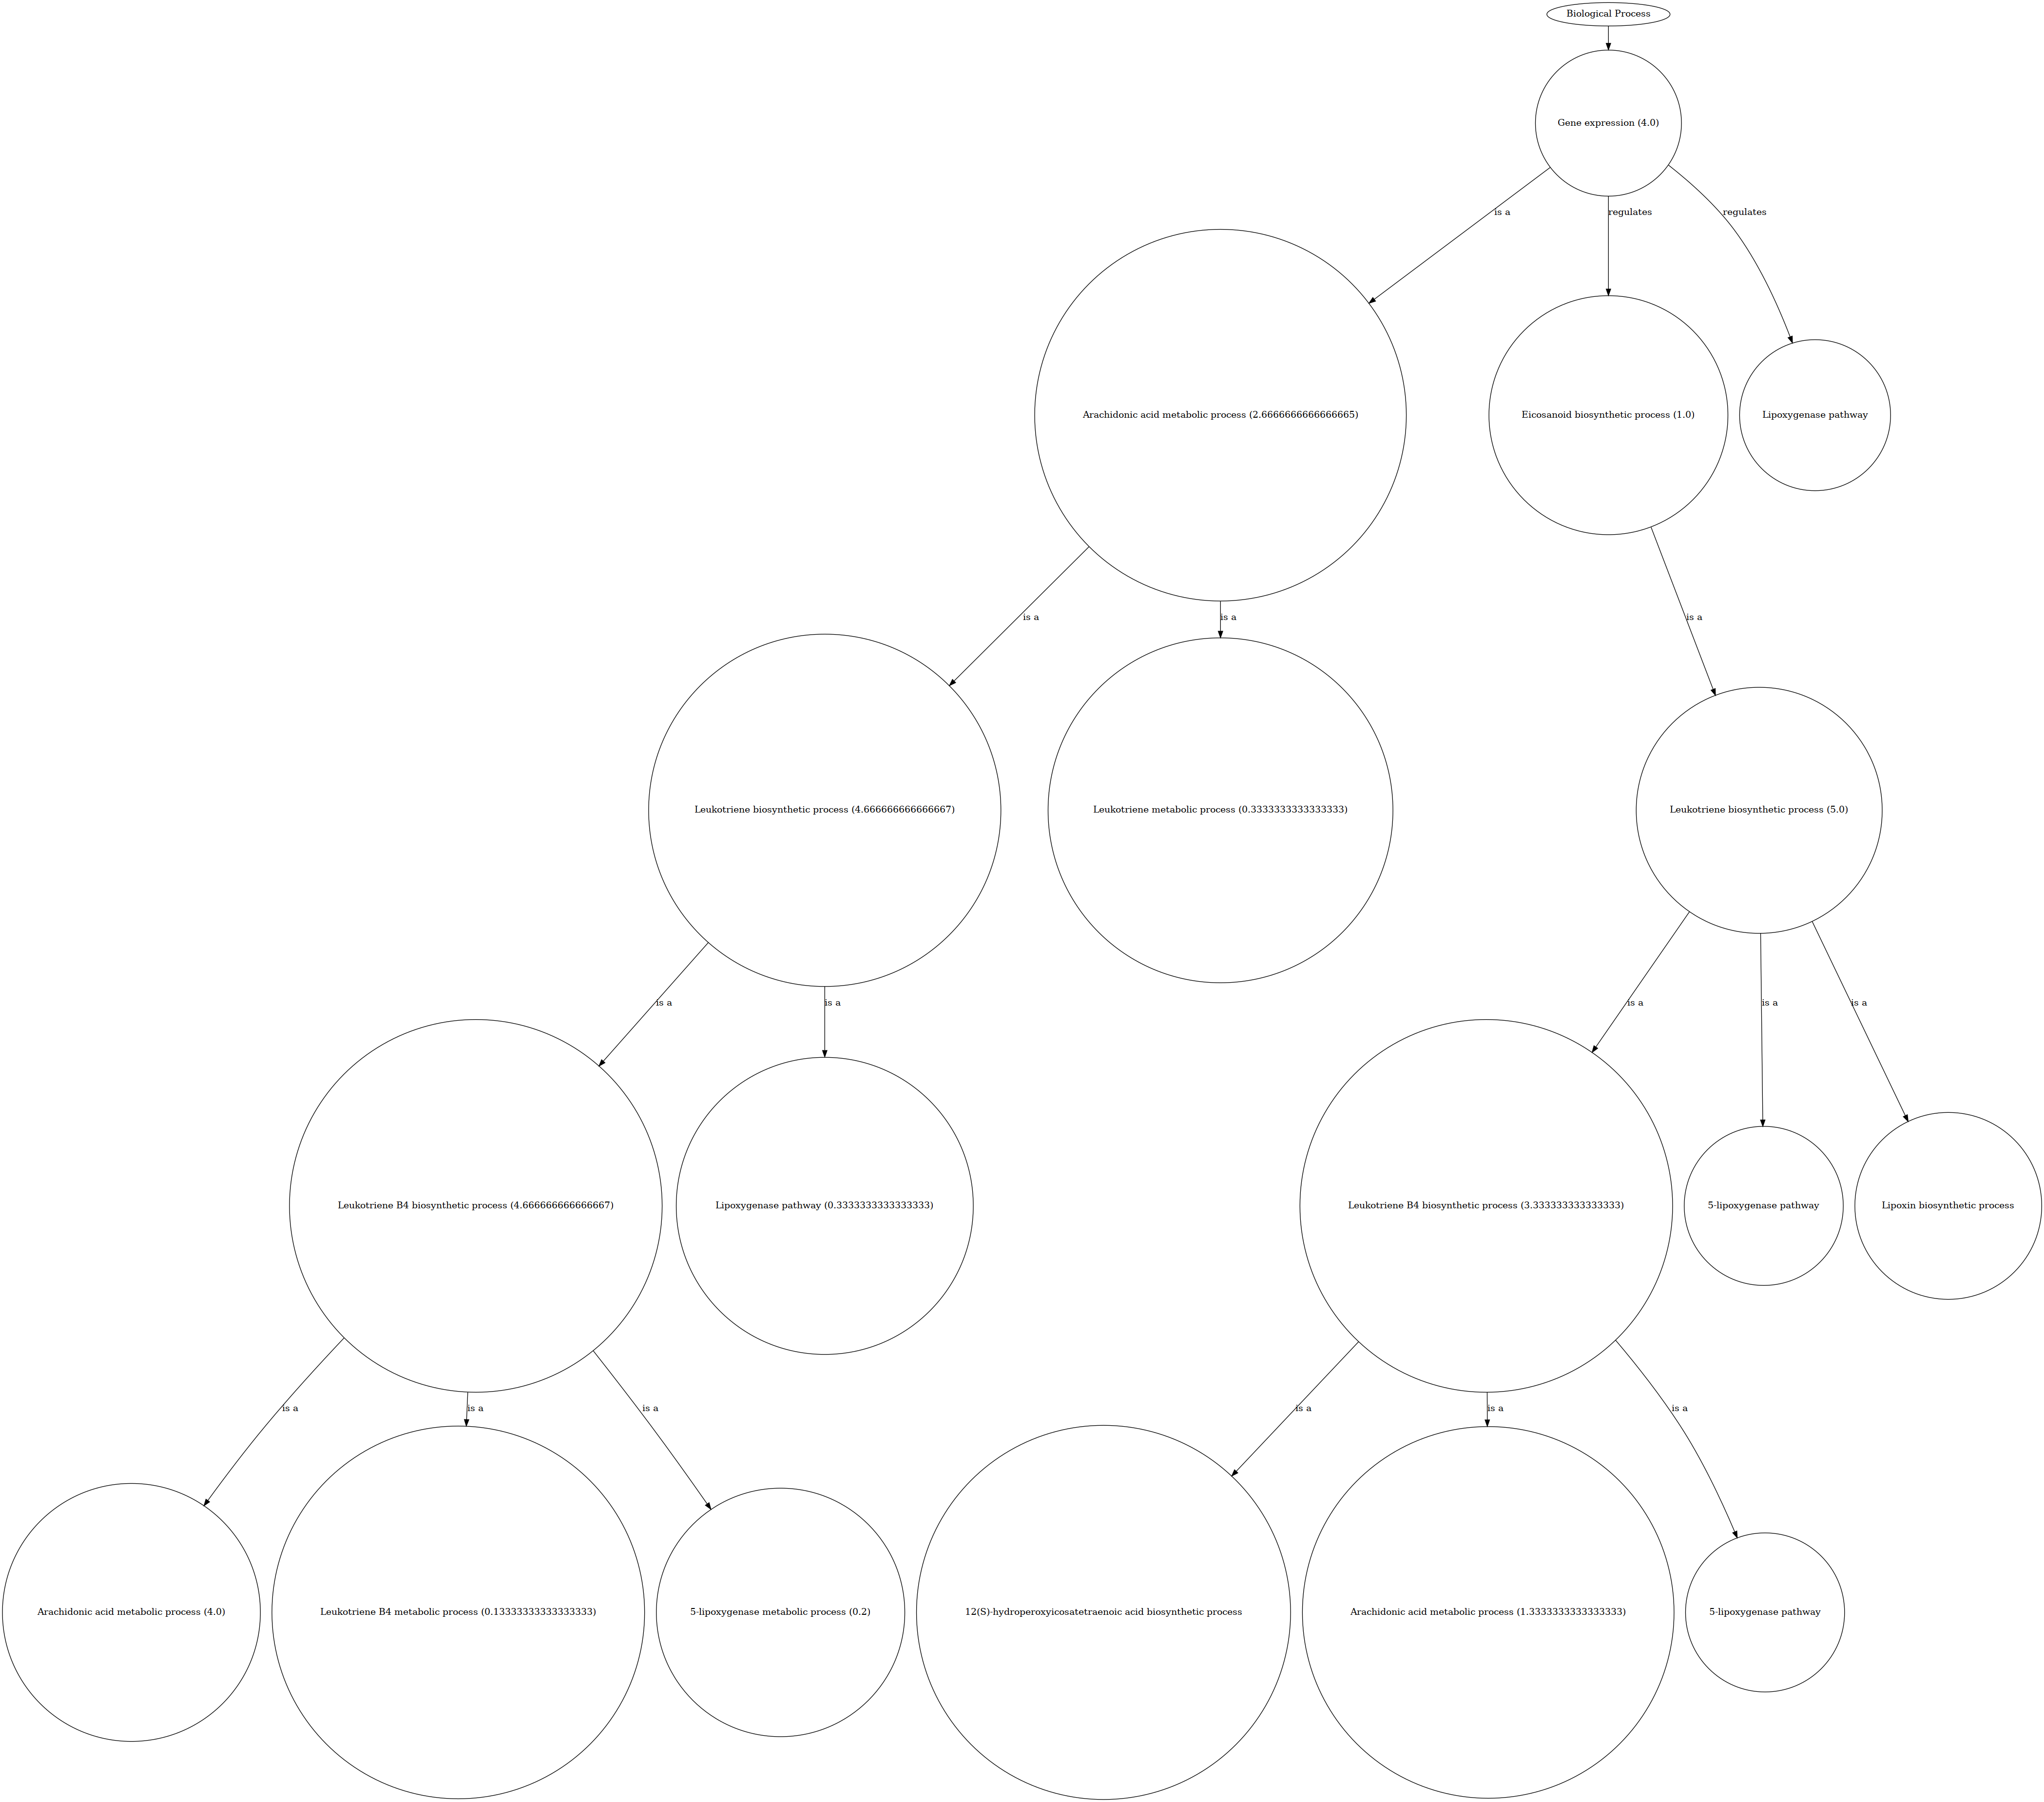 Biological Process
Gene expression (4.0)
is a
regulates
regulates
Arachidonic acid metabolic process (2.6666666666666665)
Eicosanoid biosynthetic process (1.0)
Lipoxygenase pathway
is a
is a
is a
Leukotriene biosynthetic process (4.666666666666667)
Leukotriene metabolic process (0.3333333333333333)
Leukotriene biosynthetic process (5.0)
is a
is a
is a
is a
is a
Leukotriene B4 biosynthetic process (4.666666666666667)
Lipoxygenase pathway (0.3333333333333333)
Leukotriene B4 biosynthetic process (3.333333333333333)
5-lipoxygenase pathway
Lipoxin biosynthetic process
is a
is a
is a
is a
is a
is a
Arachidonic acid metabolic process (4.0)
Leukotriene B4 metabolic process (0.13333333333333333)
5-lipoxygenase metabolic process (0.2)
12(S)-hydroperoxyicosatetraenoic acid biosynthetic process
Arachidonic acid metabolic process (1.3333333333333333)
5-lipoxygenase pathway